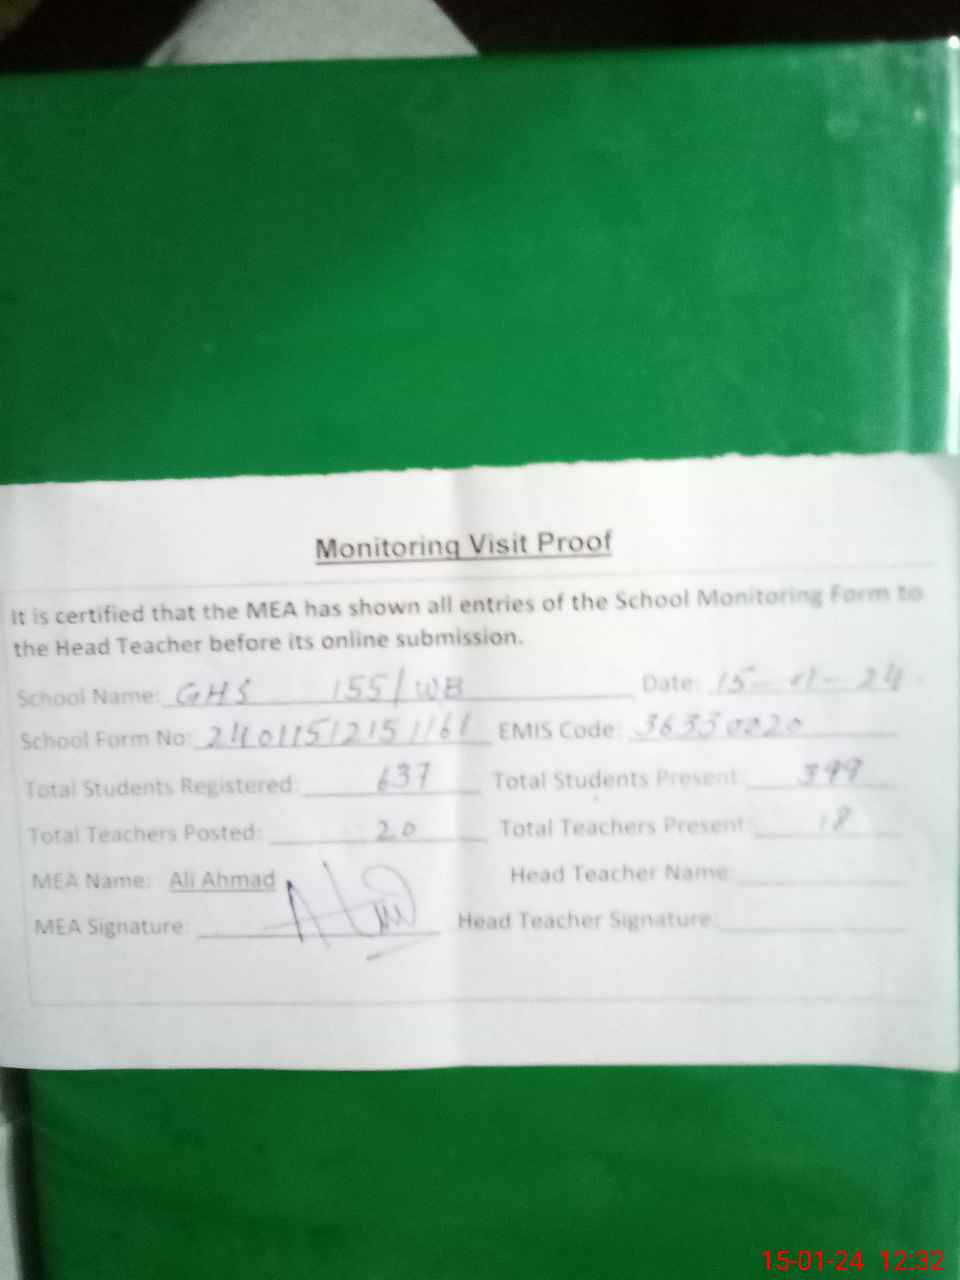 Monitoring Visit Proof
It is certified that the MEA has shown all entries of the School Monitoring Form to
the Head Teacher before its online submission.
School Name: GHS 155/WB Date: 15-01-24
School Form No: EMIS Code: 36330020
Total Students Registered: 637 Total Students Present: 399
Total Teachers Posted: 20 Total Teachers Present: 18
MEA Name: Ali Ahmad Head Teacher Name:
MEA Signature: Head Teacher Signature:
15-01-24 12:32